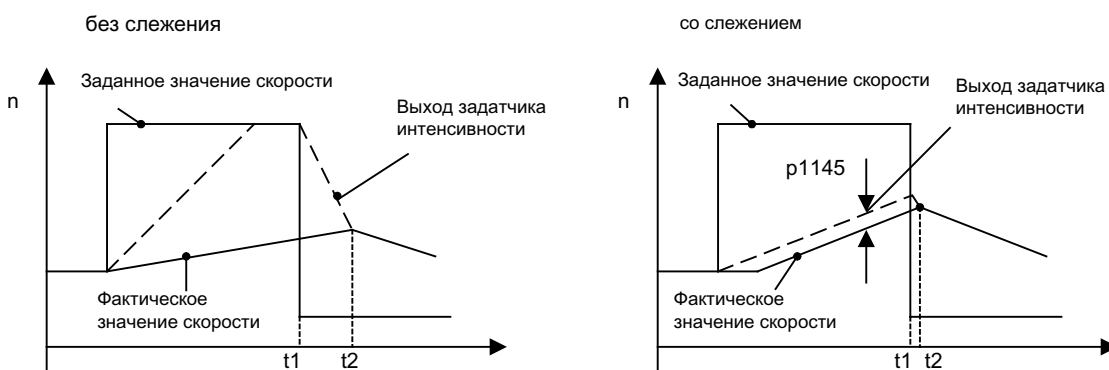 без слежения
Заданное значение скорости
n
Выход задатчика
интенсивности
Фактическое
значение скорости
t1
t2
со слежением
Заданное значение скорости
n
Выход задатчика
интенсивности
p1145
Фактическое
значение скорости
t1
t2